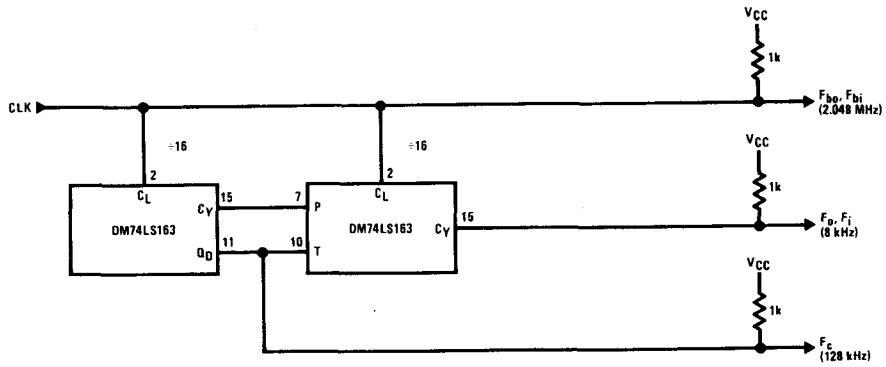 VCC
1k
CLK
Fbo, Fbi
(2.048 MHz)
÷16
÷16
VCC
2
2
1k
CL
CL
15
7
CY
P
15
DM74LS163
DM74LS163
CY
Fo, Fi
(8 kHz)
11
10
QD
T
VCC
1k
Fc
(128 kHz)